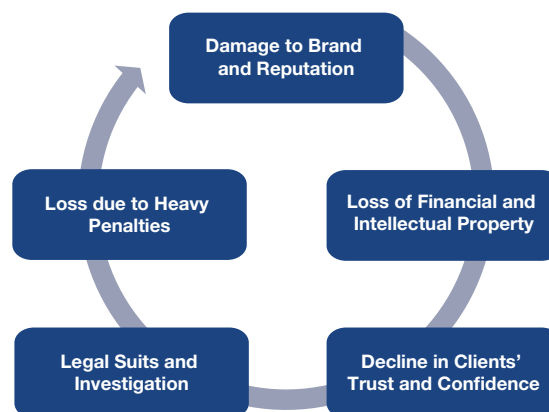 Damage to Brand
and Reputation
Loss of Financial and
Intellectual Property
Decline in Clients'
Trust and Confidence
Legal Suits and
Investigation
Loss due to Heavy
Penalties